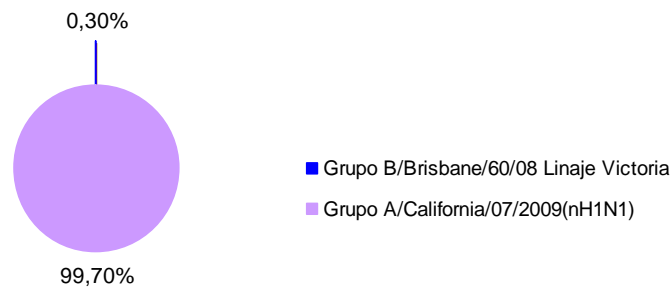 0,30%
Grupo B/Brisbane/60/08 Linaje Victoria
Grupo A/California/07/2009(nH1N1)
99,70%